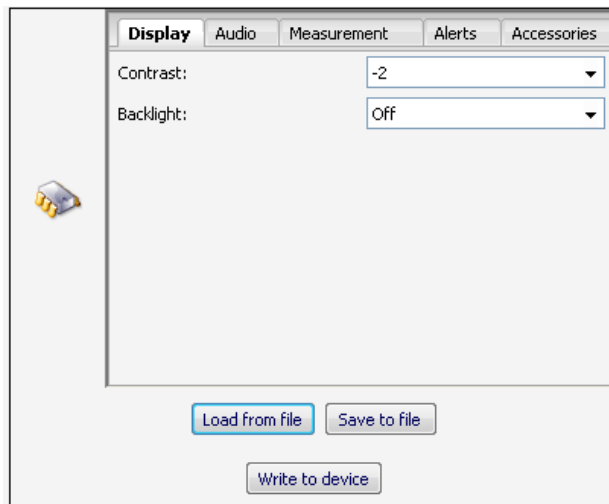 Display Audio Measurement Alerts Accessories
Contrast: -2
Backlight: Off
Load from file Save to file
Write to device